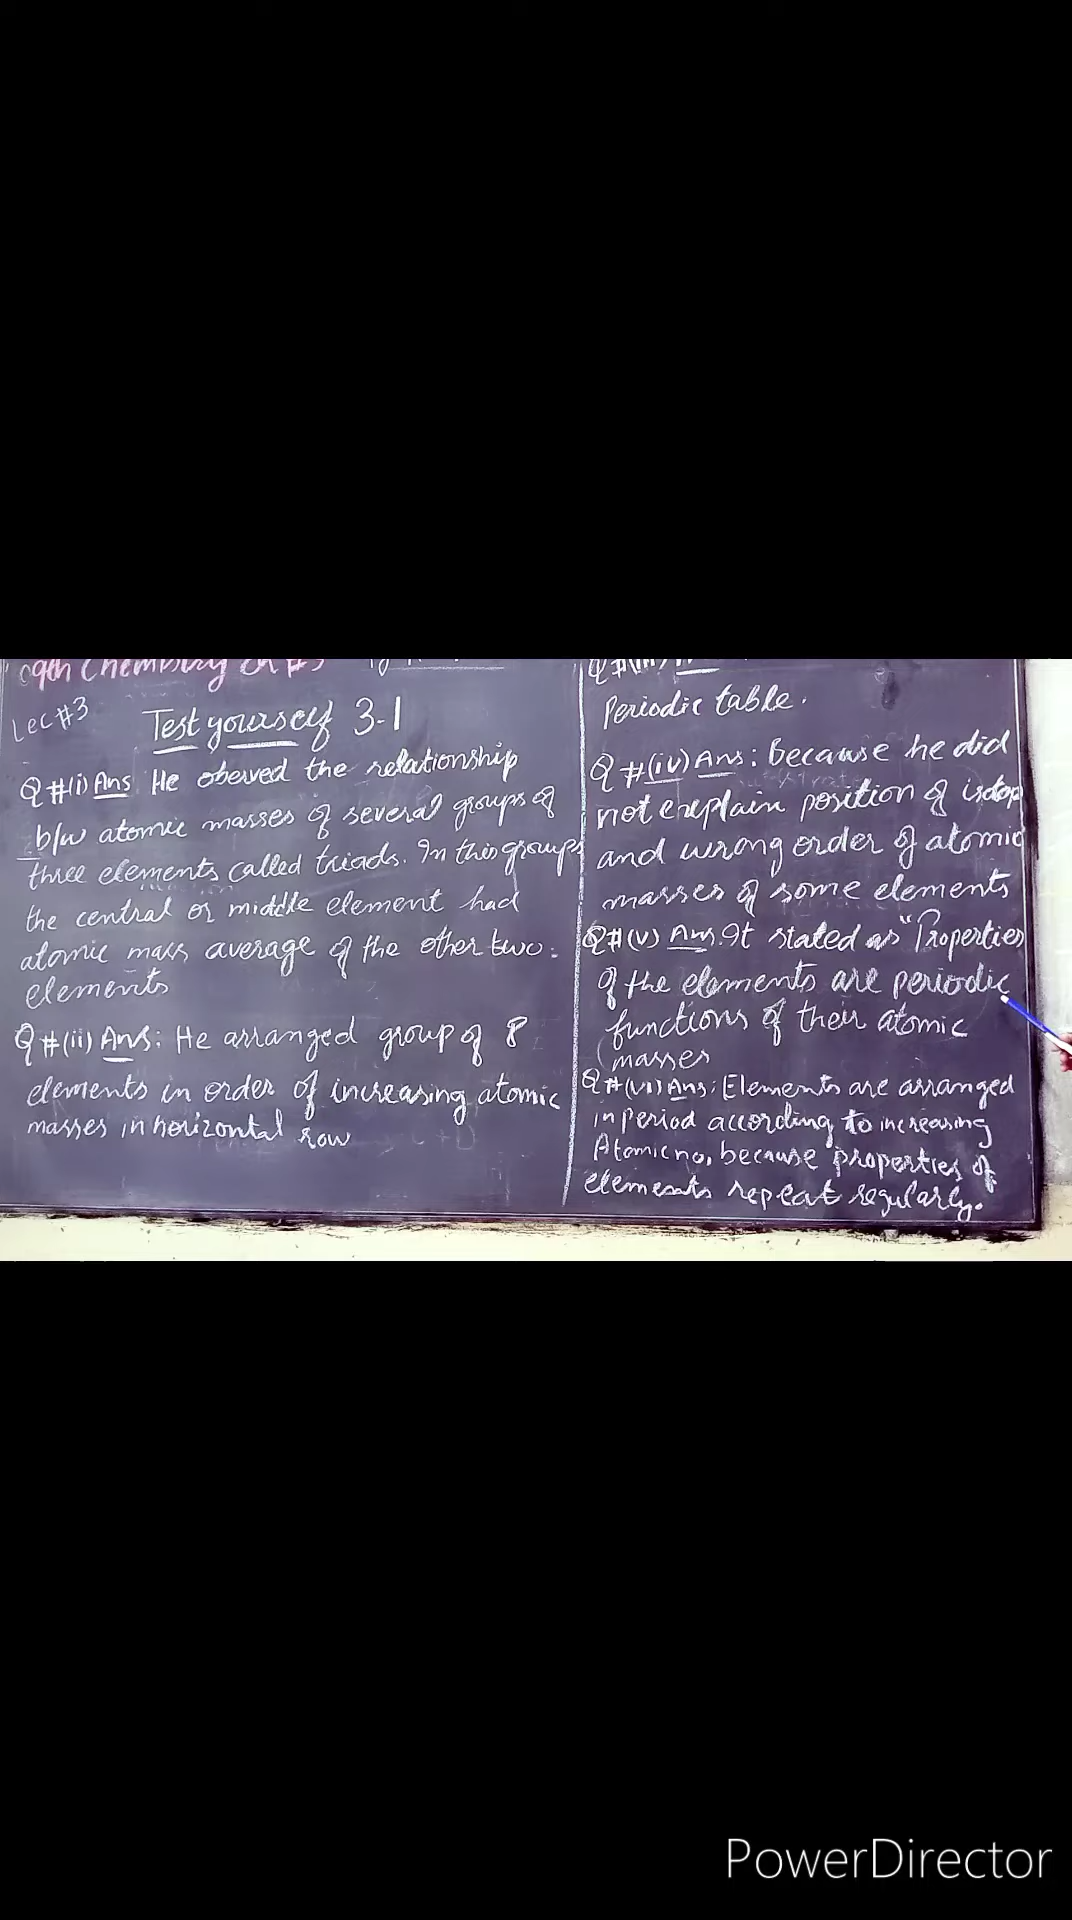 9th Chemistry Ch #3
Lec#3
Test yourself 3-1
Q #(i) Ans. He oberved the relationship
b/w atomic masses of several groups of
three elements called triads. In this groups
the central or middle element had
atomic mass average of the other two.
elements
Q #(ii) Ans: He arranged group of 8
elements in order of increasing atomic
masses in horizontal row
Periodic table.
Q #(iv) Ans: Because he did
not explain position of isotop
and wrong order of atomic
masses of some elements
Q#(v) Ans. It stated as "Properties
of the elements are periodic
functions of their atomic
masses
Q#(vi) Ans: Elements are arranged
in period according to increasing
Atomic no, because properties of
elements repeat regularly.
PowerDirector